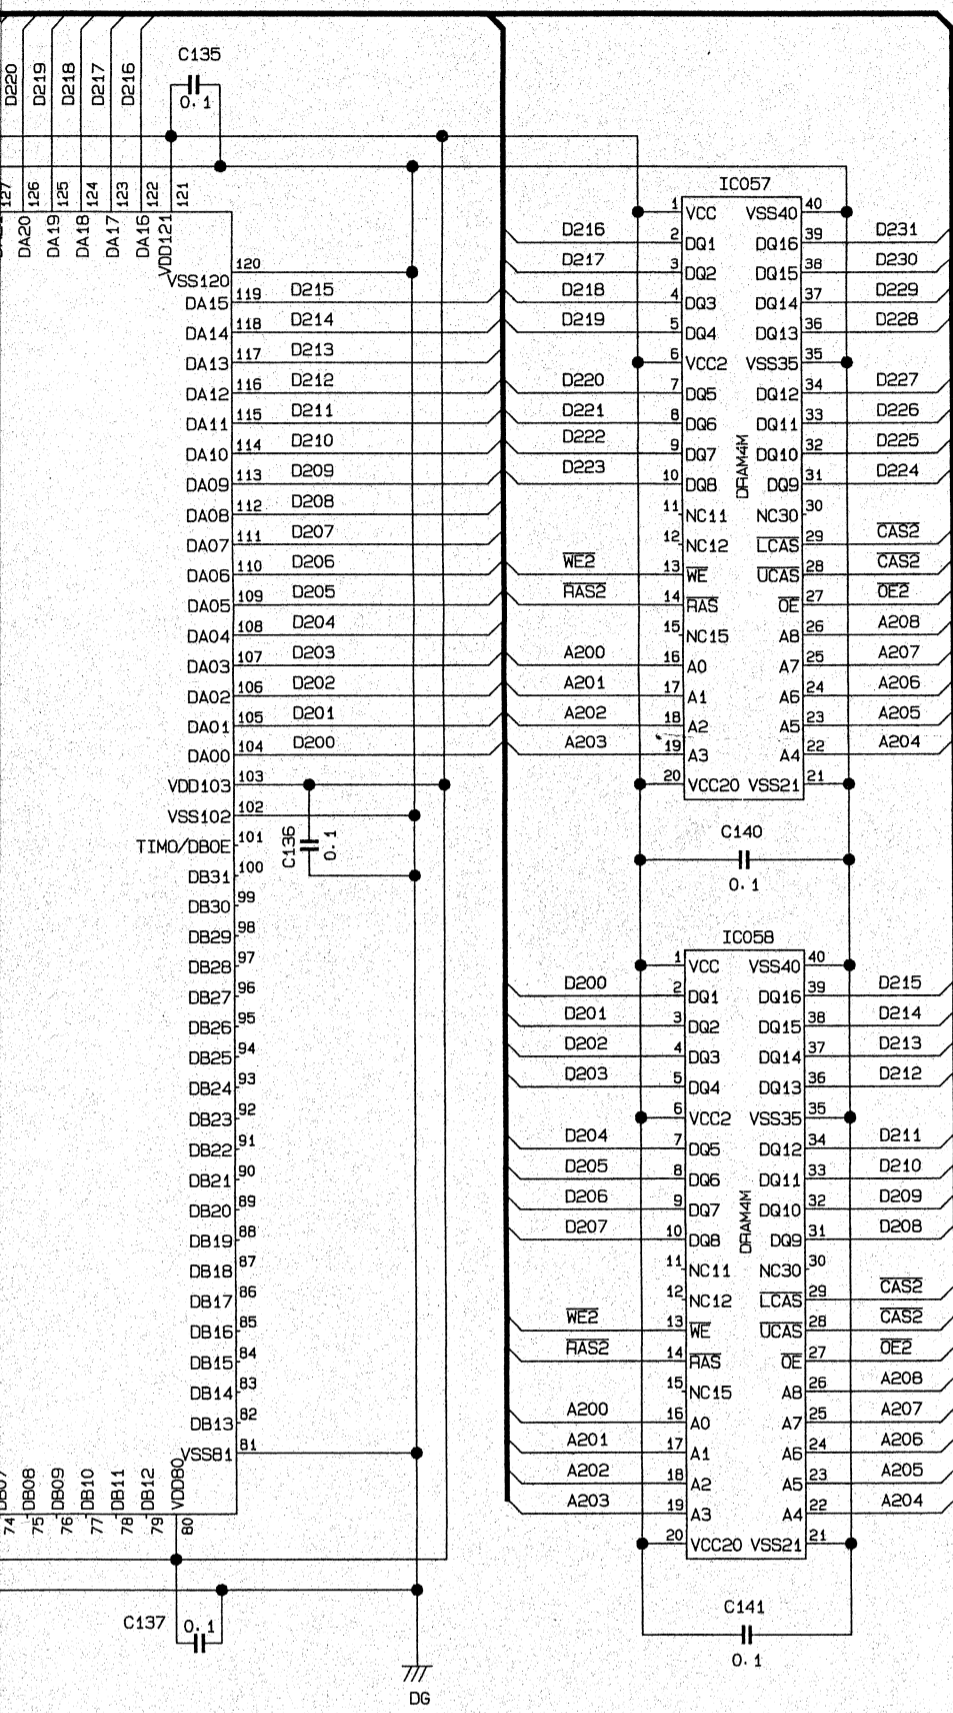 C135
0.1
D220
D219
D218
D217
D216
127
126
125
124
123
122
121
DA20
DA19
DA18
DA17
DA16
VDD121
VSS120 120
DA15 119 D215
DA14 118 D214
DA13 117 D213
DA12 116 D212
DA11 115 D211
DA10 114 D210
DA09 113 D209
DA08 112 D208
DA07 111 D207
DA06 110 D206
DA05 109 D205
DA04 108 D204
DA03 107 D203
DA02 106 D202
DA01 105 D201
DA00 104 D200
VDD103 103
VSS102 102
TIMO/DB0E 101
DB31 100
DB30 99
DB29 98
DB28 97
DB27 96
DB26 95
DB25 94
DB24 93
DB23 92
DB22 91
DB21 90
DB20 89
DB19 88
DB18 87
DB17 86
DB16 85
DB15 84
DB14 83
DB13 82
VSS81 81
C136
0.1
DB07
DB08
DB09
DB10
DB11
DB12
VDD80
74
75
76
77
78
79
80
C137 0.1
DG
IC057
1 VCC VSS40 40
D216 2 DQ1 DQ16 39 D231
D217 3 DQ2 DQ15 38 D230
D218 4 DQ3 DQ14 37 D229
D219 5 DQ4 DQ13 36 D228
6 VCC2 VSS35 35
D220 7 DQ5 DQ12 34 D227
D221 8 DQ6 DQ11 33 D226
D222 9 DQ7 DQ10 32 D225
D223 10 DQ8 DQ9 31 D224
DRAM4M
11 NC11 NC30 30
12 NC12 LCAS 29 CAS2
WE2 13 WE UCAS 28 CAS2
RAS2 14 RAS OE 27 OE2
15 NC15 A8 26 A208
A200 16 A0 A7 25 A207
A201 17 A1 A6 24 A206
A202 18 A2 A5 23 A205
A203 19 A3 A4 22 A204
20 VCC20 VSS21 21
C140
0.1
IC058
1 VCC VSS40 40
D200 2 DQ1 DQ16 39 D215
D201 3 DQ2 DQ15 38 D214
D202 4 DQ3 DQ14 37 D213
D203 5 DQ4 DQ13 36 D212
6 VCC2 VSS35 35
D204 7 DQ5 DQ12 34 D211
D205 8 DQ6 DQ11 33 D210
D206 9 DQ7 DQ10 32 D209
D207 10 DQ8 DQ9 31 D208
DRAM4M
11 NC11 NC30 30
12 NC12 LCAS 29 CAS2
WE2 13 WE UCAS 28 CAS2
RAS2 14 RAS OE 27 OE2
15 NC15 A8 26 A208
A200 16 A0 A7 25 A207
A201 17 A1 A6 24 A206
A202 18 A2 A5 23 A205
A203 19 A3 A4 22 A204
20 VCC20 VSS21 21
C141
0.1